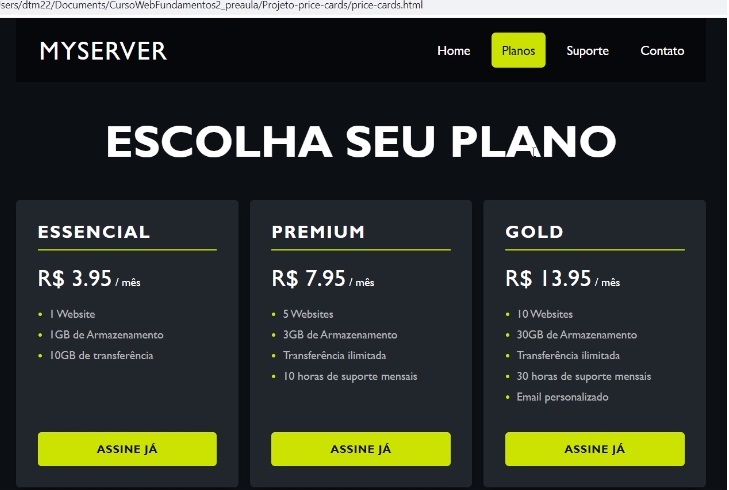 sers/dtm22/Documents/CursoWebFundamentos2_preaula/Projeto-price-cards/price-cards.html
MYSERVER
Home
Planos
Suporte
Contato
ESCOLHA SEU PLANO
ESSENCIAL
R$ 3.95 / mês
1 Website
1GB de Armazenamento
10GB de transferência
ASSINE JÁ
PREMIUM
R$ 7.95 / mês
5 Websites
3GB de Armazenamento
Transferência ilimitada
10 horas de suporte mensais
ASSINE JÁ
GOLD
R$ 13.95 / mês
10 Websites
30GB de Armazenamento
Transferência ilimitada
30 horas de suporte mensais
Email personalizado
ASSINE JÁ